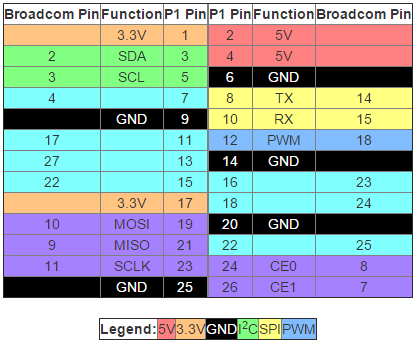 Broadcom Pin Function P1 Pin P1 Pin Function Broadcom Pin
3.3V 1 2 5V
2 SDA 3 4 5V
3 SCL 5 6 GND
4 7 8 TX 14
GND 9 10 RX 15
17 11 12 PWM 18
27 13 14 GND
22 15 16 23
3.3V 17 18 24
10 MOSI 19 20 GND
9 MISO 21 22 25
11 SCLK 23 24 CE0 8
GND 25 26 CE1 7
Legend: 5V 3.3V GND I²C SPI PWM